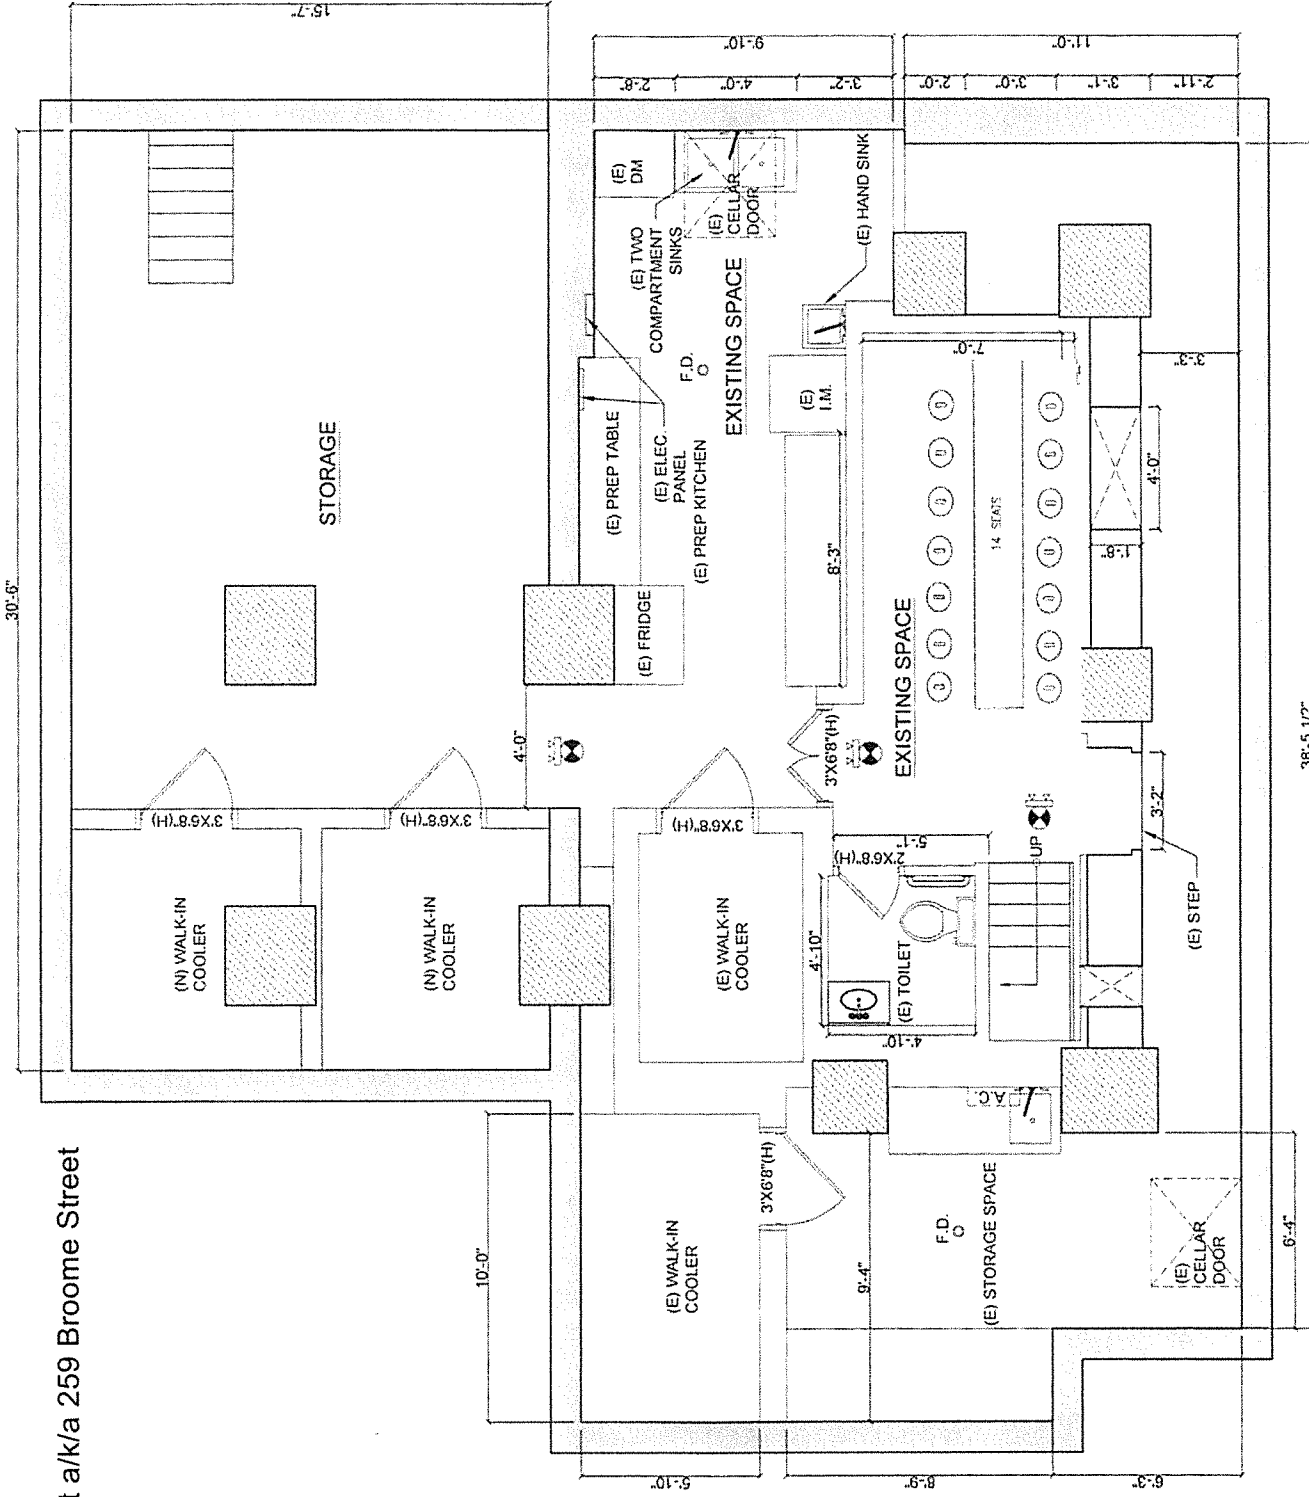 t a/k/a 259 Broome Street
15'-7"
30'-6"
STORAGE
(N) WALK-IN
COOLER
(N) WALK-IN
COOLER
3'X6'8"(H)
3'X6'8"(H)
4'-0"
9'-10"
2'-8"
4'-0"
3'-2"
11'-0"
2'-0"
3'-0"
3'-1"
2'-11"
(E)
DM
(E) TWO
COMPARTMENT
SINKS
(E)
CELLAR
DOOR
(E) HAND SINK
EXISTING SPACE
F.D.
(E) PREP TABLE
(E) ELEC.
PANEL
(E) PREP KITCHEN
(E) FRIDGE
(E)
I.M.
8'-3"
7'-0"
14 SEATS
EXISTING SPACE
3'-3"
4'-0"
1'-8"
3'X6'8"(H)
3'X6'8"(H)
(E) WALK-IN
COOLER
5'-1"
2'X6'8"(H)
4'-10"
(E) TOILET
4'-10"
UP
3'-2"
(E) STEP
38'-5 1/2"
10'-0"
(E) WALK-IN
COOLER
3'X6'8"(H)
A.C.
9'-4"
F.D.
(E) STORAGE SPACE
(E)
CELLAR
DOOR
6'-4"
5'-10"
8'-9"
6'-3"